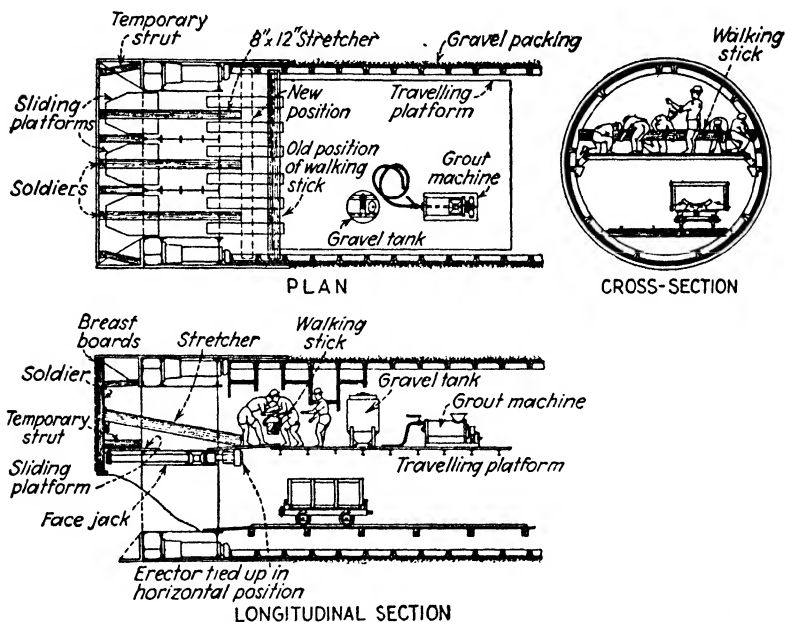 Temporary
strut
8"x 12" Stretcher
Gravel packing
Sliding
platforms
New
position
Travelling
platform
Old position
of walking
stick
Soldiers
Grout
machine
Gravel tank
PLAN
Walking
stick
CROSS-SECTION
Breast
boards
Stretcher
Walking
stick
Soldier
Gravel tank
Grout machine
Temporary
strut
Sliding
platform
Travelling platform
Face jack
Erector tied up in
horizontal position
LONGITUDINAL SECTION